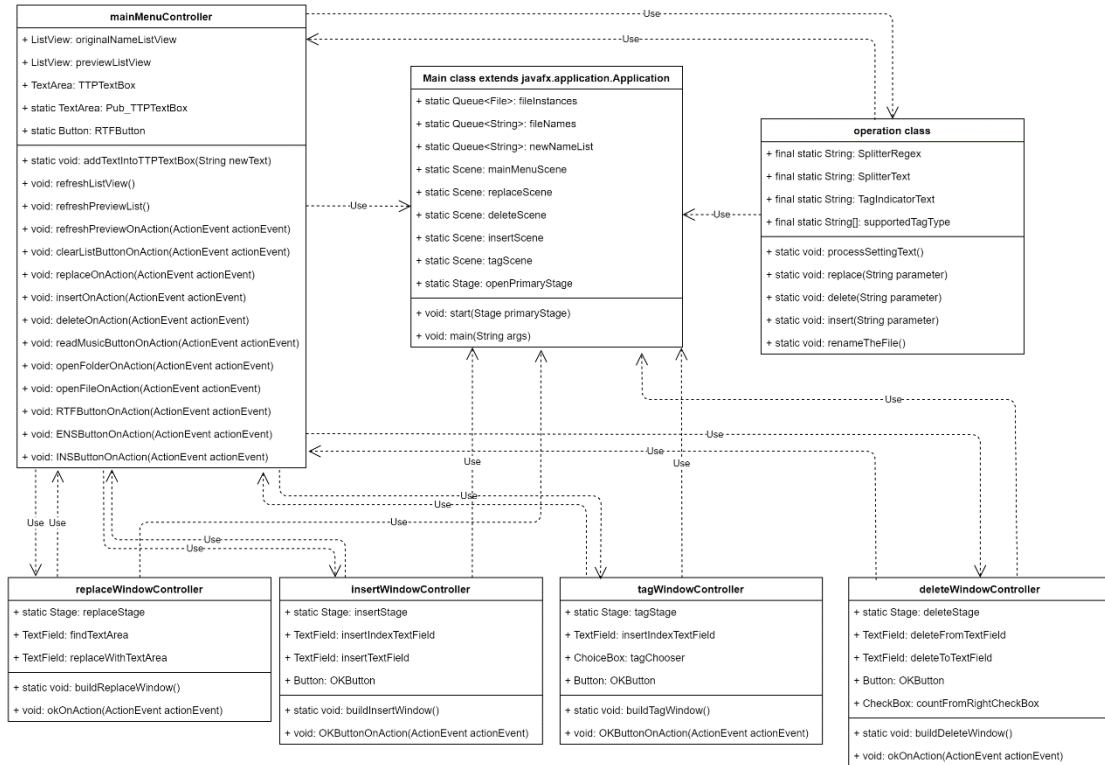 mainMenuController
+ ListView: originalNameListView
+ ListView: previewListView
+ TextArea: TTPTextBox
+ static TextArea: Pub_TTPTextBox
+ static Button: RTFButton
+ static void: addTextIntoTTPTextBox(String newText)
+ void: refreshListView()
+ void: refreshPreviewList()
+ void: refreshPreviewOnAction(ActionEvent actionEvent)
+ void: clearListButtonOnAction(ActionEvent actionEvent)
+ void: replaceOnAction(ActionEvent actionEvent)
+ void: insertOnAction(ActionEvent actionEvent)
+ void: deleteOnAction(ActionEvent actionEvent)
+ void: readMusicButtonOnAction(ActionEvent actionEvent)
+ void: openFolderOnAction(ActionEvent actionEvent)
+ void: openFileOnAction(ActionEvent actionEvent)
+ void: RTFButtonOnAction(ActionEvent actionEvent)
+ void: ENSButtonOnAction(ActionEvent actionEvent)
+ void: INSButtonOnAction(ActionEvent actionEvent)
Use
Use
Main class extends javafx.application.Application
+ static Queue<File>: fileInstances
+ static Queue<String>: fileNames
+ static Queue<String>: newNameList
+ static Scene: mainMenuScene
+ static Scene: replaceScene
+ static Scene: deleteScene
+ static Scene: insertScene
+ static Scene: tagScene
+ static Stage: openPrimaryStage
+ void: start(Stage primaryStage)
+ void: main(String args)
operation class
+ final static String: SplitterRegex
+ final static String: SplitterText
+ final static String: TagIndicatorText
+ final static String[]: supportedTagType
+ static void: processSettingText()
+ static void: replace(String parameter)
+ static void: delete(String parameter)
+ static void: insert(String parameter)
+ static void: renameTheFile()
Use
Use
Use
Use
Use
Use
Use
Use
Use
Use
Use
Use
Use
Use
replaceWindowController
+ static Stage: replaceStage
+ TextField: findTextArea
+ TextField: replaceWithTextArea
+ static void: buildReplaceWindow()
+ void: okOnAction(ActionEvent actionEvent)
insertWindowController
+ static Stage: insertStage
+ TextField: insertIndexTextField
+ TextField: insertTextField
+ Button: OKButton
+ static void: buildInsertWindow()
+ void: OKButtonOnAction(ActionEvent actionEvent)
tagWindowController
+ static Stage: tagStage
+ TextField: insertIndexTextField
+ ChoiceBox: tagChooser
+ Button: OKButton
+ static void: buildTagWindow()
+ void: OKButtonOnAction(ActionEvent actionEvent)
deleteWindowController
+ static Stage: deleteStage
+ TextField: deleteFromTextField
+ TextField: deleteToTextField
+ Button: OKButton
+ CheckBox: countFromRightCheckBox
+ static void: buildDeleteWindow()
+ void: okOnAction(ActionEvent actionEvent)